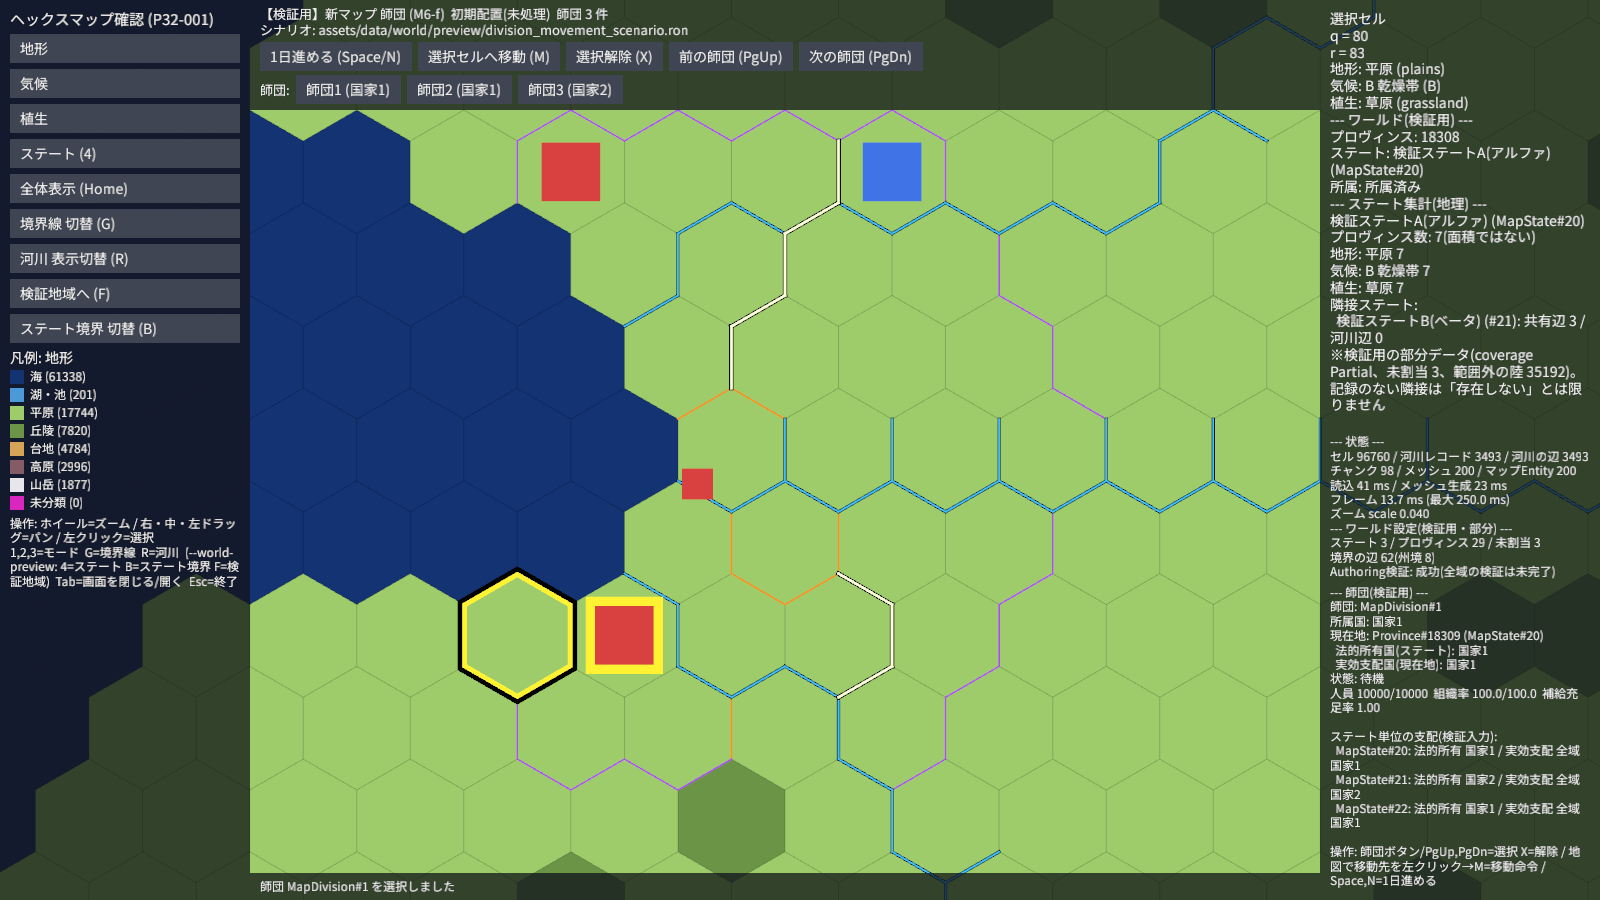 ヘックスマップ確認 (P32-001)
地形
気候
植生
ステート (4)
全体表示 (Home)
境界線 切替 (G)
河川 表示切替 (R)
検証地域へ (F)
ステート境界 切替 (B)
凡例: 地形
海 (61338)
湖・池 (201)
平原 (17744)
丘陵 (7820)
台地 (4784)
高原 (2996)
山岳 (1877)
未分類 (0)
操作: ホイール=ズーム / 右・中・左ドラッ
グ=パン / 左クリック=選択
1,2,3=モード G=境界線 R=河川 (--world-
preview: 4=ステート B=ステート境界 F=検
証地域) Tab=画面を閉じる/開く Esc=終了
【検証用】新マップ 師団 (M6-f) 初期配置(未処理) 師団 3 件
シナリオ: assets/data/world/preview/division_movement_scenario.ron
1日進める (Space/N)
選択セルへ移動 (M)
選択解除 (X)
前の師団 (PgUp)
次の師団 (PgDn)
師団:
師団1 (国家1)
師団2 (国家1)
師団3 (国家2)
師団 MapDivision#1 を選択しました
選択セル
q = 80
r = 83
地形: 平原 (plains)
気候: B 乾燥帯 (B)
植生: 草原 (grassland)
--- ワールド(検証用) ---
プロヴィンス: 18308
ステート: 検証ステートA(アルファ)
(MapState#20)
所属: 所属済み
--- ステート集計(地理) ---
検証ステートA(アルファ) (MapState#20)
プロヴィンス数: 7(面積ではない)
地形: 平原 7
気候: B 乾燥帯 7
植生: 草原 7
隣接ステート:
検証ステートB(ベータ) (#21): 共有辺 3 /
河川辺 0
※検証用の部分データ(coverage
Partial、未割当 3、範囲外の陸 35192)。
記録のない隣接は「存在しない」とは限
りません
--- 状態 ---
セル 96760 / 河川レコード 3493 / 河川の辺 3493
チャンク 98 / メッシュ 200 / マップEntity 200
読込 41 ms / メッシュ生成 23 ms
フレーム 13.7 ms (最大 250.0 ms)
ズーム scale 0.040
--- ワールド設定(検証用・部分) ---
ステート 3 / プロヴィンス 29 / 未割当 3
境界の辺 62(州境 8)
Authoring検証: 成功(全域の検証は未完了)
--- 師団(検証用) ---
師団: MapDivision#1
所属国: 国家1
現在地: Province#18309 (MapState#20)
法的所有国(ステート): 国家1
実効支配国(現在地): 国家1
状態: 待機
人員 10000/10000 組織率 100.0/100.0 補給充
足率 1.00
ステート単位の支配(検証入力):
MapState#20: 法的所有 国家1 / 実効支配 全域
国家1
MapState#21: 法的所有 国家2 / 実効支配 全域
国家2
MapState#22: 法的所有 国家1 / 実効支配 全域
国家1
操作: 師団ボタン/PgUp,PgDn=選択 X=解除 / 地
図で移動先を左クリック→M=移動命令 /
Space,N=1日進める